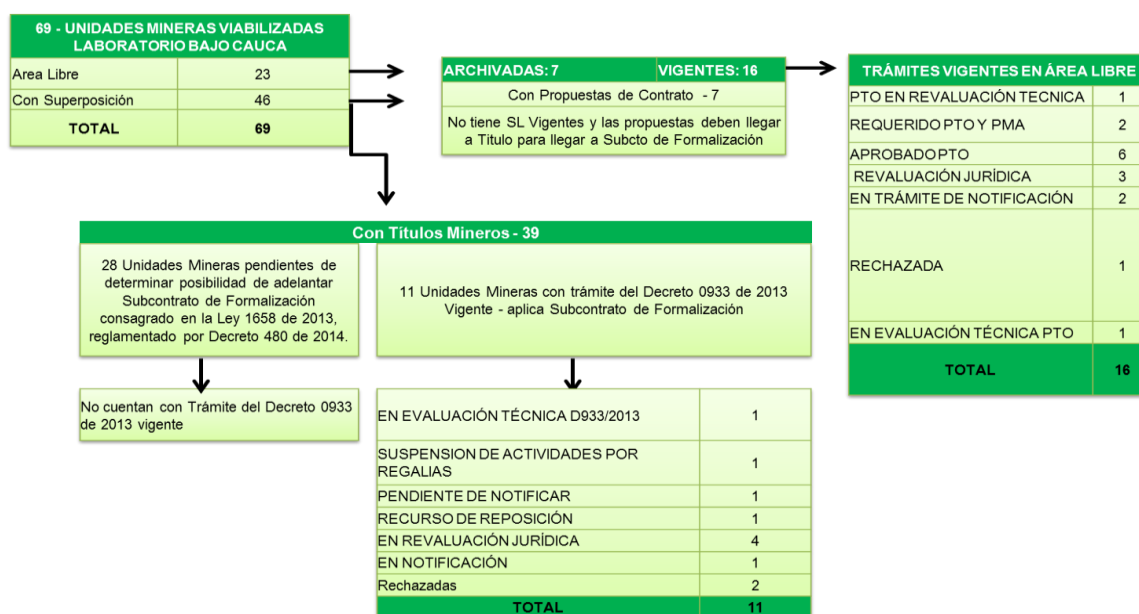 69 - UNIDADES MINERAS VIABILIZADAS
LABORATORIO BAJO CAUCA
Area Libre 23
Con Superposición 46
TOTAL 69
ARCHIVADAS: 7 VIGENTES: 16
Con Propuestas de Contrato - 7
No tiene SL Vigentes y las propuestas deben llegar
a Título para llegar a Subcto de Formalización
TRÁMITES VIGENTES EN ÁREA LIBRE
PTO EN REVALUACIÓN TECNICA 1
REQUERIDO PTO Y PMA 2
APROBADO PTO 6
REVALUACIÓN JURÍDICA 3
EN TRÁMITE DE NOTIFICACIÓN 2
RECHAZADA 1
EN EVALUACIÓN TÉCNICA PTO 1
TOTAL 16
Con Títulos Mineros - 39
28 Unidades Mineras pendientes de
determinar posibilidad de adelantar
Subcontrato de Formalización
consagrado en la Ley 1658 de 2013,
reglamentado por Decreto 480 de 2014.
11 Unidades Mineras con trámite del Decreto 0933 de 2013
Vigente - aplica Subcontrato de Formalización
No cuentan con Trámite del Decreto 0933
de 2013 vigente
EN EVALUACIÓN TÉCNICA D933/2013 1
SUSPENSION DE ACTIVIDADES POR
REGALIAS 1
PENDIENTE DE NOTIFICAR 1
RECURSO DE REPOSICIÓN 1
EN REVALUACIÓN JURÍDICA 4
EN NOTIFICACIÓN 1
Rechazadas 2
TOTAL 11